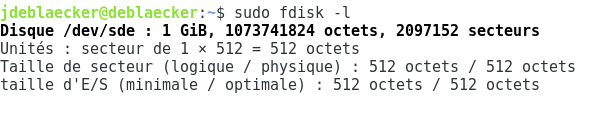 jdeblaecker@deblaecker:~$ sudo fdisk -l
Disque /dev/sde : 1 GiB, 1073741824 octets, 2097152 secteurs
Unités : secteur de 1 × 512 = 512 octets
Taille de secteur (logique / physique) : 512 octets / 512 octets
taille d'E/S (minimale / optimale) : 512 octets / 512 octets